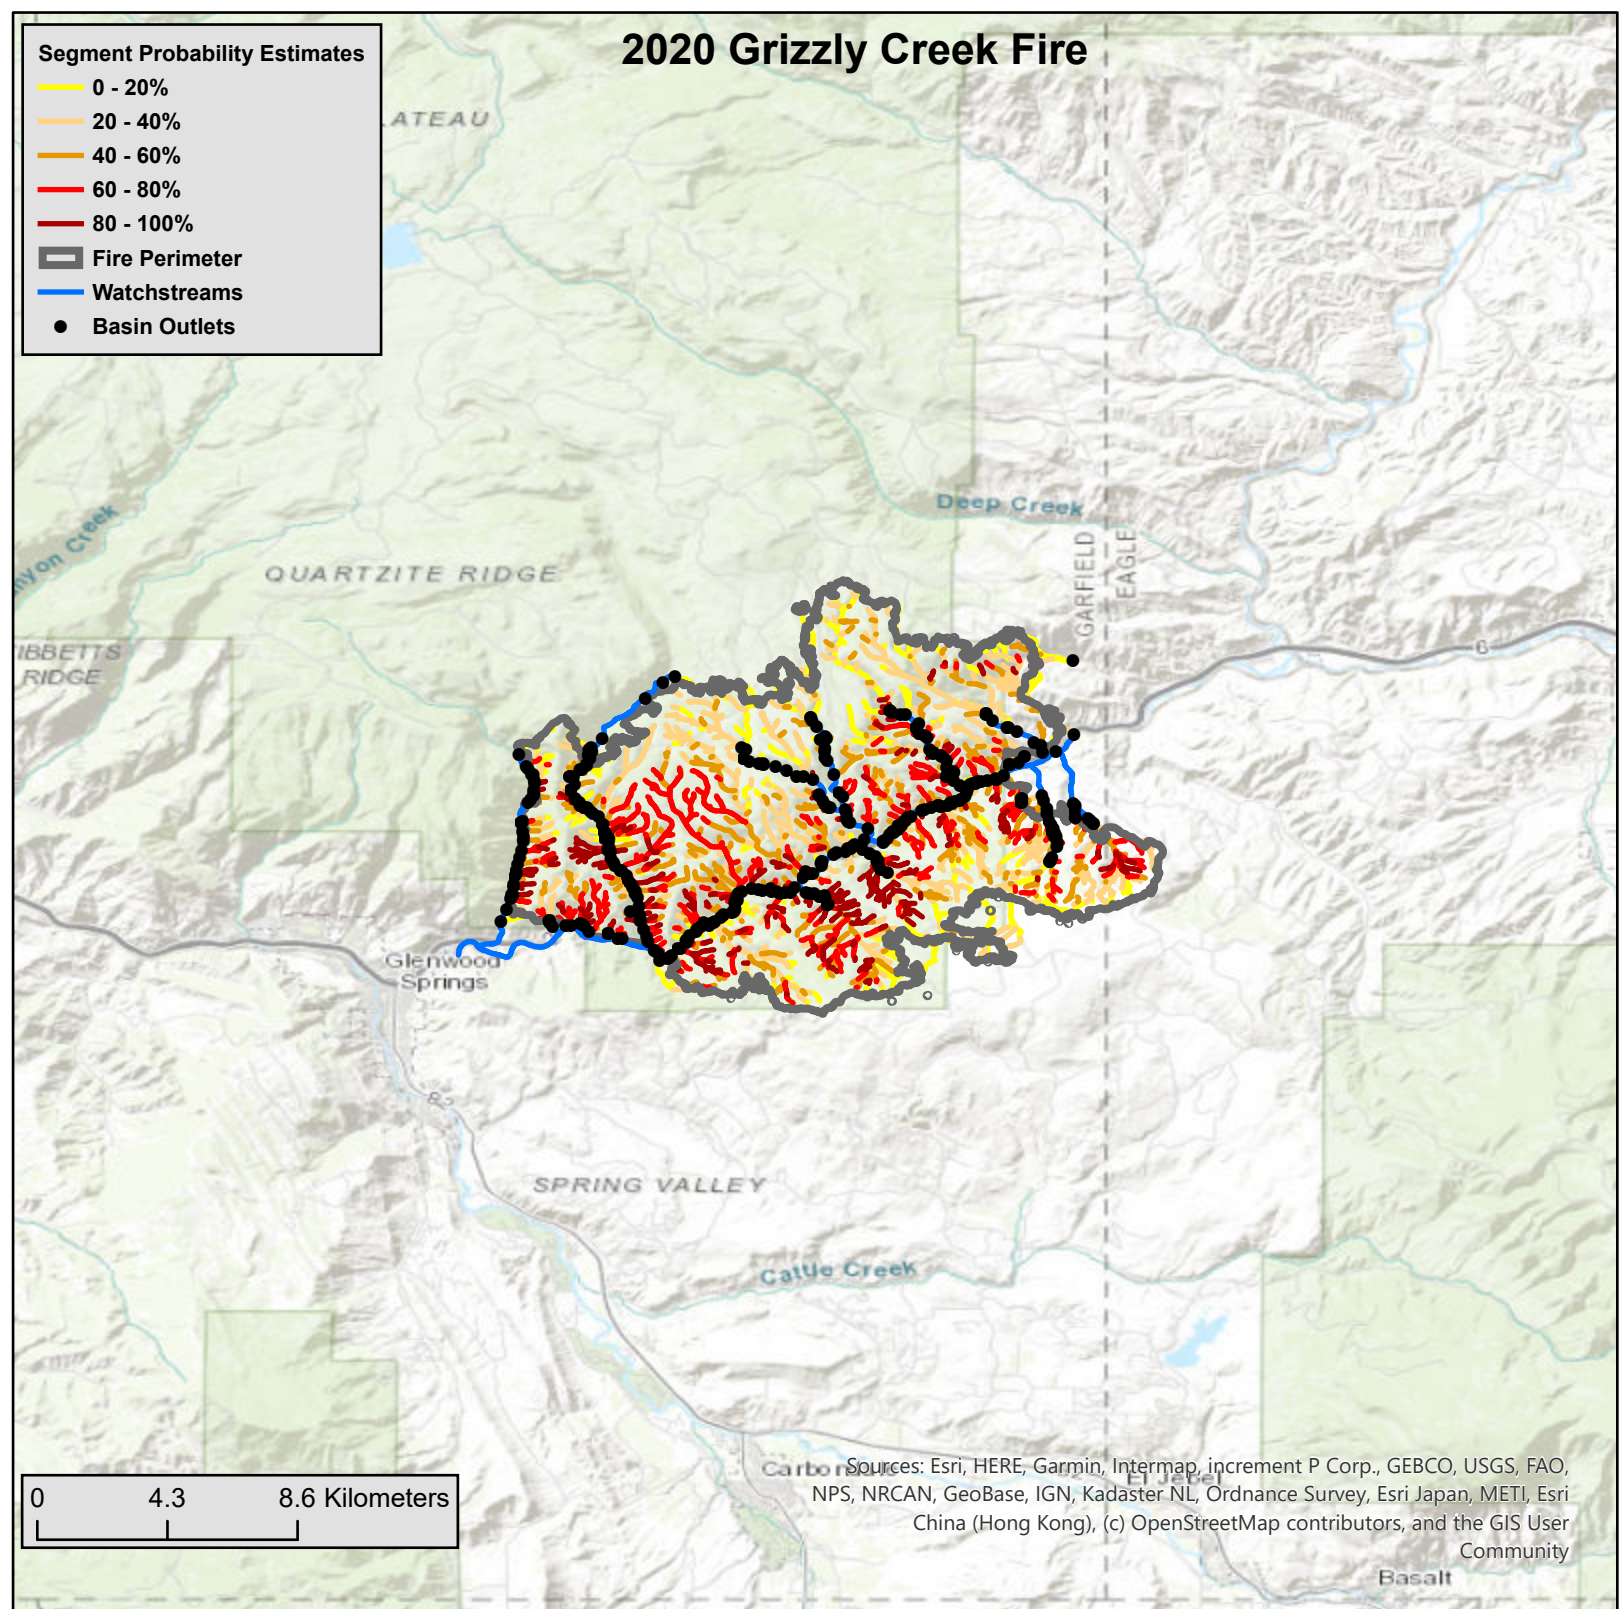 2020 Grizzly Creek Fire
Segment Probability Estimates
0 - 20%
20 - 40%
40 - 60%
60 - 80%
80 - 100%
Fire Perimeter
Watchstreams
Basin Outlets
LATEAU
Deep Creek
yon Creek
GARFIELD
EAGLE
QUARTZITE RIDGE
IBBETTS
RIDGE
6
Glenwood
Springs
82
SPRING VALLEY
Cattle Creek
El Jebel
Sources: Esri, HERE, Garmin, Intermap, increment P Corp., GEBCO, USGS, FAO,
NPS, NRCAN, GeoBase, IGN, Kadaster NL, Ordnance Survey, Esri Japan, METI, Esri
China (Hong Kong), (c) OpenStreetMap contributors, and the GIS User
Community
Basalt
0 4.3 8.6 Kilometers